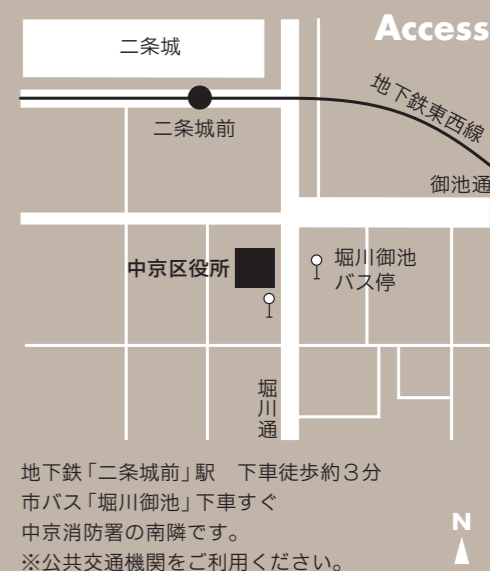 Access
二条城
地下鉄東西線
二条城前
御池通
中京区役所
堀川御池
バス停
堀川通
地下鉄「二条城前」駅　下車徒歩約３分
市バス「堀川御池」下車すぐ
中京消防署の南隣です。
※公共交通機関をご利用ください。
N